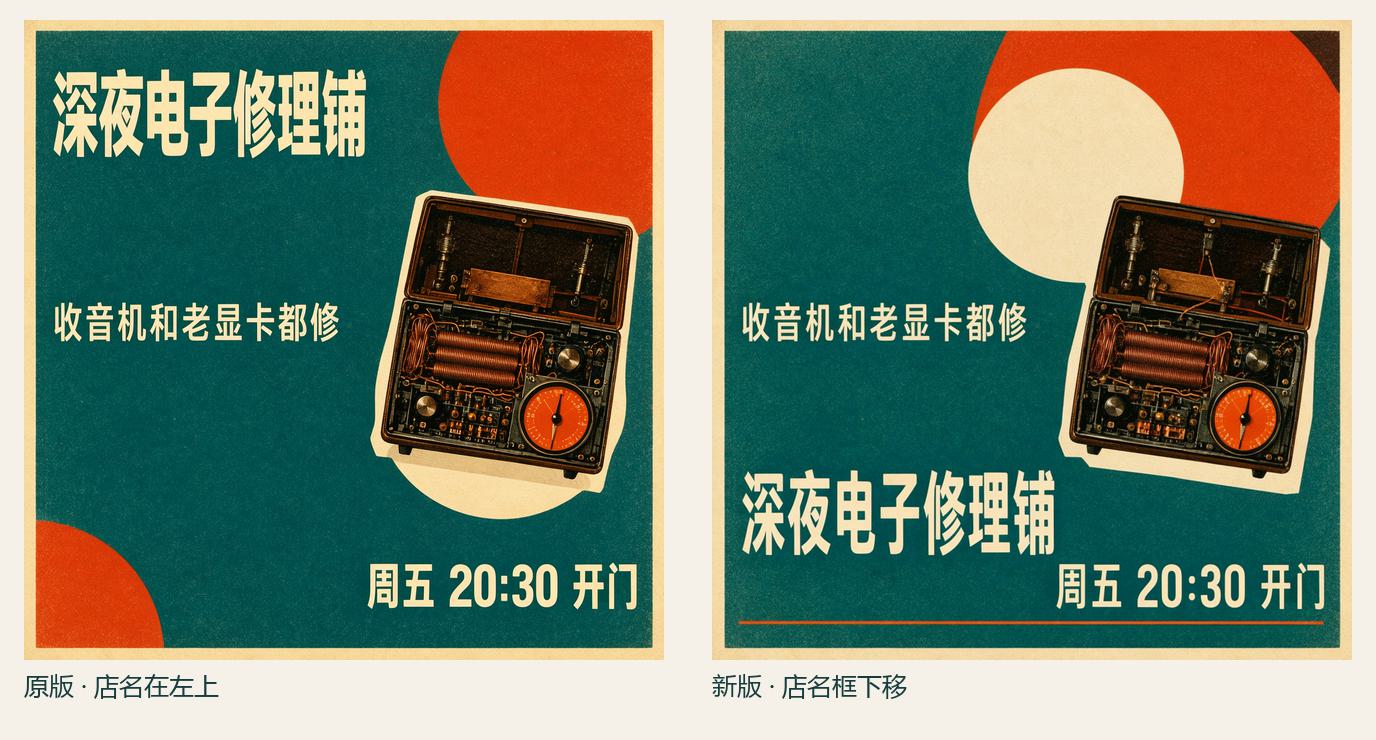 深夜电子修理铺
收音机和老显卡都修
周五 20:30 开门
原版 · 店名在左上
收音机和老显卡都修
深夜电子修理铺
周五 20:30 开门
新版 · 店名框下移